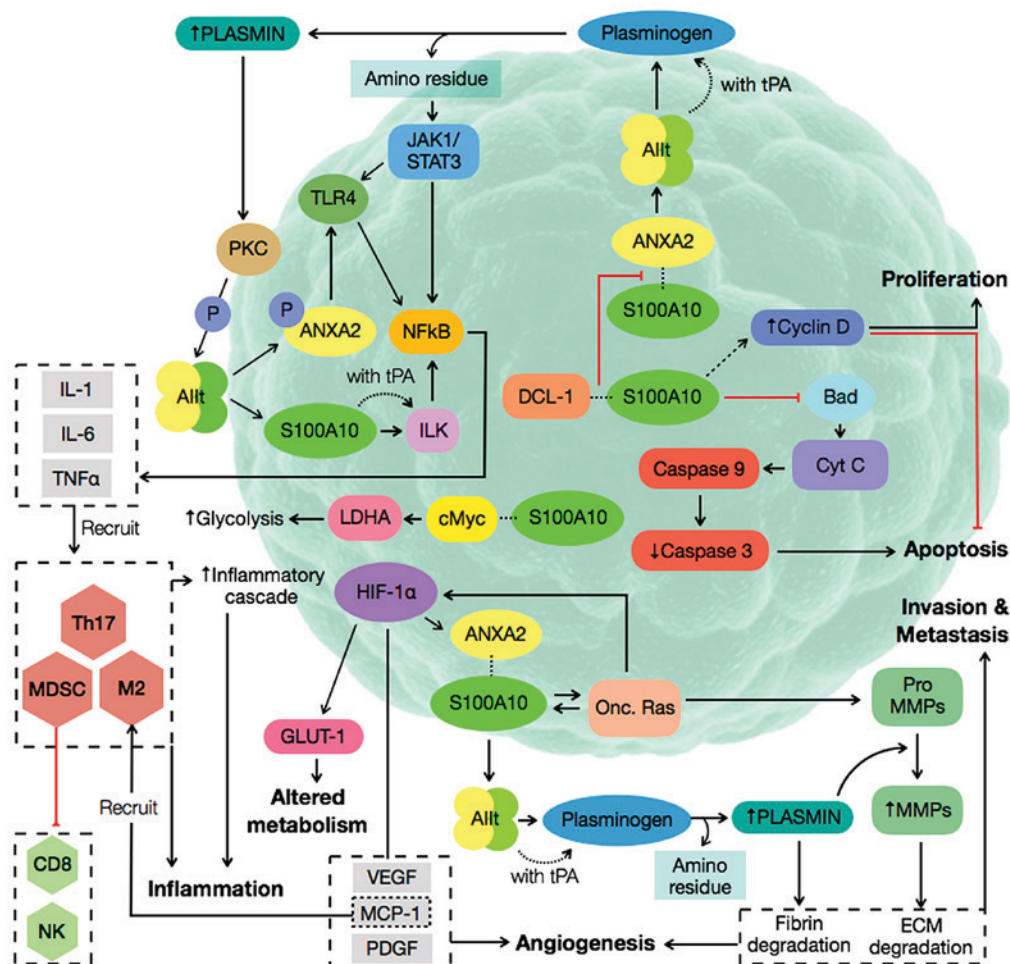 ↑PLASMIN
Plasminogen
Amino residue
with tPA
JAK1/
STAT3
AIIt
TLR4
PKC
ANXA2
Proliferation
P
P
ANXA2
NFkB
S100A10
↑Cyclin D
with tPA
IL-1
AIIt
DCL-1
S100A10
Bad
IL-6
S100A10
ILK
TNFα
Caspase 9
Cyt C
Recruit
↑Glycolysis
LDHA
cMyc
S100A10
↓Caspase 3
Apoptosis
↑Inflammatory
cascade
HIF-1α
Invasion &
Metastasis
Th17
ANXA2
MDSC
M2
S100A10
Onc. Ras
Pro
MMPs
GLUT-1
Recruit
Altered
metabolism
AIIt
Plasminogen
↑PLASMIN
↑MMPs
with tPA
Amino
residue
CD8
Inflammation
VEGF
NK
MCP-1
Angiogenesis
Fibrin
degradation
ECM
degradation
PDGF